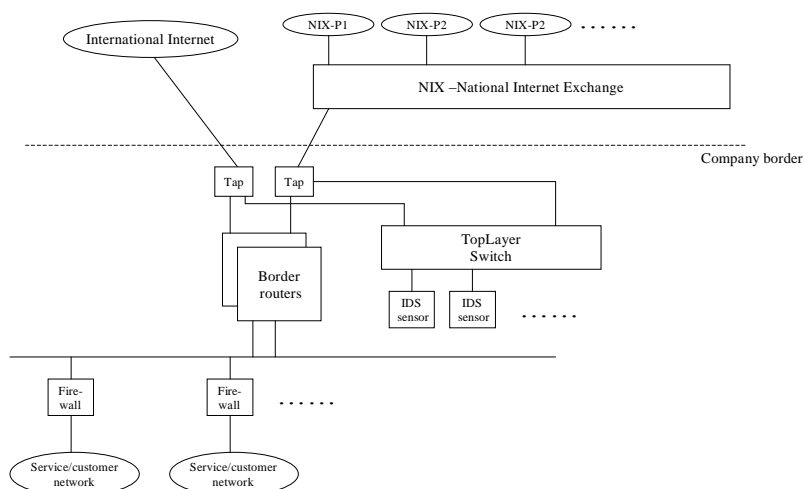 NIX-P1
NIX-P2
NIX-P2
......
International Internet
NIX –National Internet Exchange
Company border
Tap
Tap
TopLayer
Switch
Border
routers
IDS
sensor
IDS
sensor
......
Fire-
wall
Fire-
wall
......
Service/customer
network
Service/customer
network